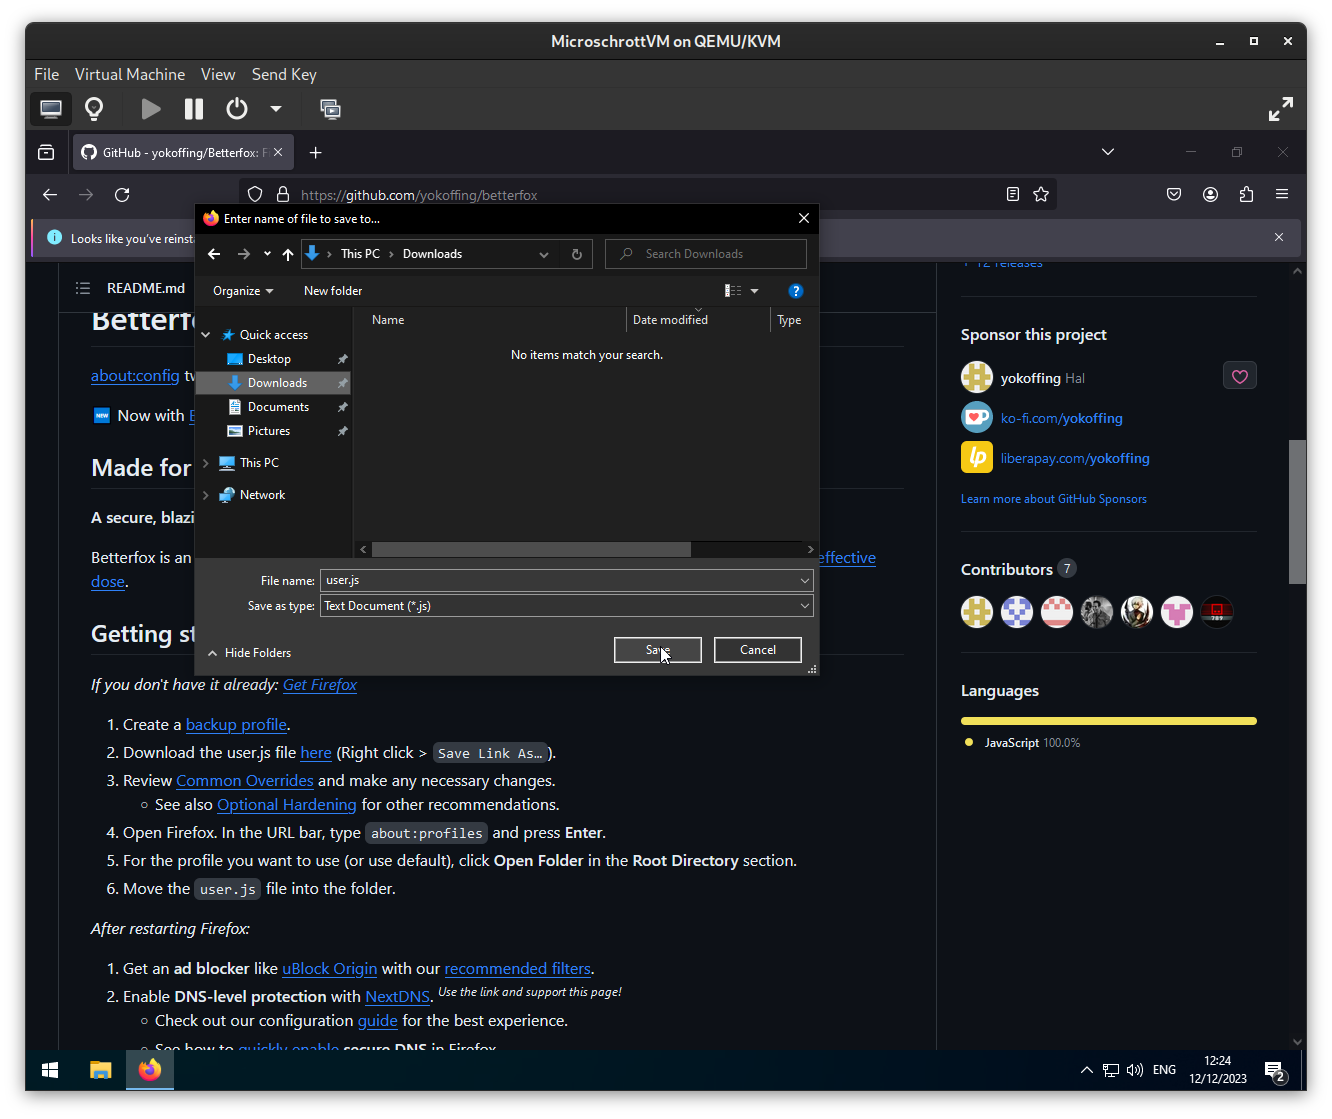 MicroschrottVM on QEMU/KVM
File Virtual Machine View Send Key
GitHub - yokoffing/Betterfox: F
https://github.com/yokoffing/betterfox
Enter name of file to save to...
Looks like you've reinst
This PC > Downloads
Search Downloads
12 releases
README.md
Organize New folder
Betterfo
Name Date modified Type
No items match your search.
Quick access
Desktop
Downloads
Documents
Pictures
This PC
Network
about:config tw
NEW Now with
Made for
A secure, blazi
Betterfox is an
effective
dose.
File name: user.js
Save as type: Text Document (*.js)
Getting st
Hide Folders
Save Cancel
If you don't have it already: Get Firefox
1. Create a backup profile.
2. Download the user.js file here (Right click > Save Link As… ).
3. Review Common Overrides and make any necessary changes.
See also Optional Hardening for other recommendations.
4. Open Firefox. In the URL bar, type about:profiles and press Enter.
5. For the profile you want to use (or use default), click Open Folder in the Root Directory section.
6. Move the user.js file into the folder.
After restarting Firefox:
1. Get an ad blocker like uBlock Origin with our recommended filters.
2. Enable DNS-level protection with NextDNS. Use the link and support this page!
Check out our configuration guide for the best experience.
See how to quickly enable secure DNS in Firefox.
Sponsor this project
yokoffing Hal
ko-fi.com/yokoffing
lp liberapay.com/yokoffing
Learn more about GitHub Sponsors
Contributors 7
789
Languages
JavaScript 100.0%
ENG
12:24
12/12/2023
2